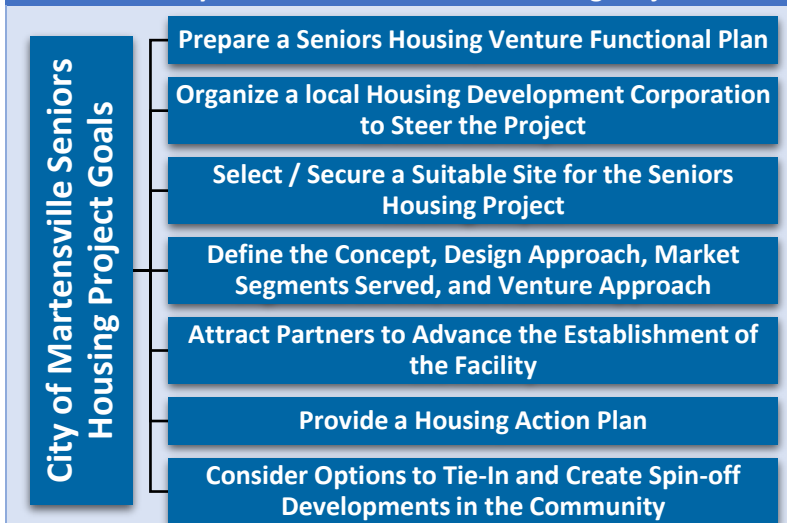 City of Martensville Seniors
Housing Project Goals
Prepare a Seniors Housing Venture Functional Plan
Organize a local Housing Development Corporation
to Steer the Project
Select / Secure a Suitable Site for the Seniors
Housing Project
Define the Concept, Design Approach, Market
Segments Served, and Venture Approach
Attract Partners to Advance the Establishment of
the Facility
Provide a Housing Action Plan
Consider Options to Tie-In and Create Spin-off
Developments in the Community